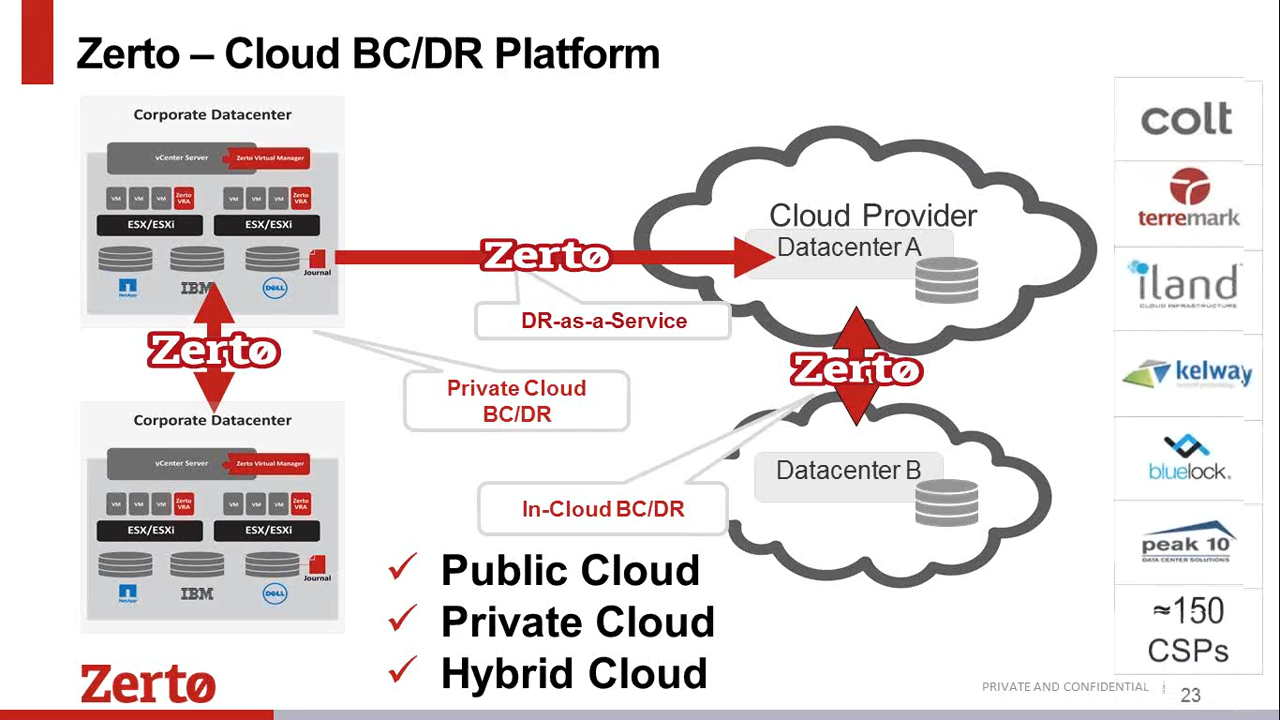 Zerto – Cloud BC/DR Platform
Corporate Datacenter
vCenter Server
Zerto Virtual Manager
VM VM VM Zerto VRA
VM VM VM Zerto VRA
ESX/ESXi
ESX/ESXi
Journal
NetApp
IBM
DELL
Zertø
Corporate Datacenter
vCenter Server
Zerto Virtual Manager
VM VM VM Zerto VRA
VM VM VM Zerto VRA
ESX/ESXi
ESX/ESXi
Journal
NetApp
IBM
DELL
Zertø
DR-as-a-Service
Private Cloud
BC/DR
In-Cloud BC/DR
Cloud Provider
Datacenter A
Zertø
Datacenter B
✓ Public Cloud
✓ Private Cloud
✓ Hybrid Cloud
colt
terremark
iland
CLOUD INFRASTRUCTURE
kelway
bluelock.
peak 10
DATA CENTER SOLUTIONS
≈150
CSPs
Zertø
PRIVATE AND CONFIDENTIAL
23